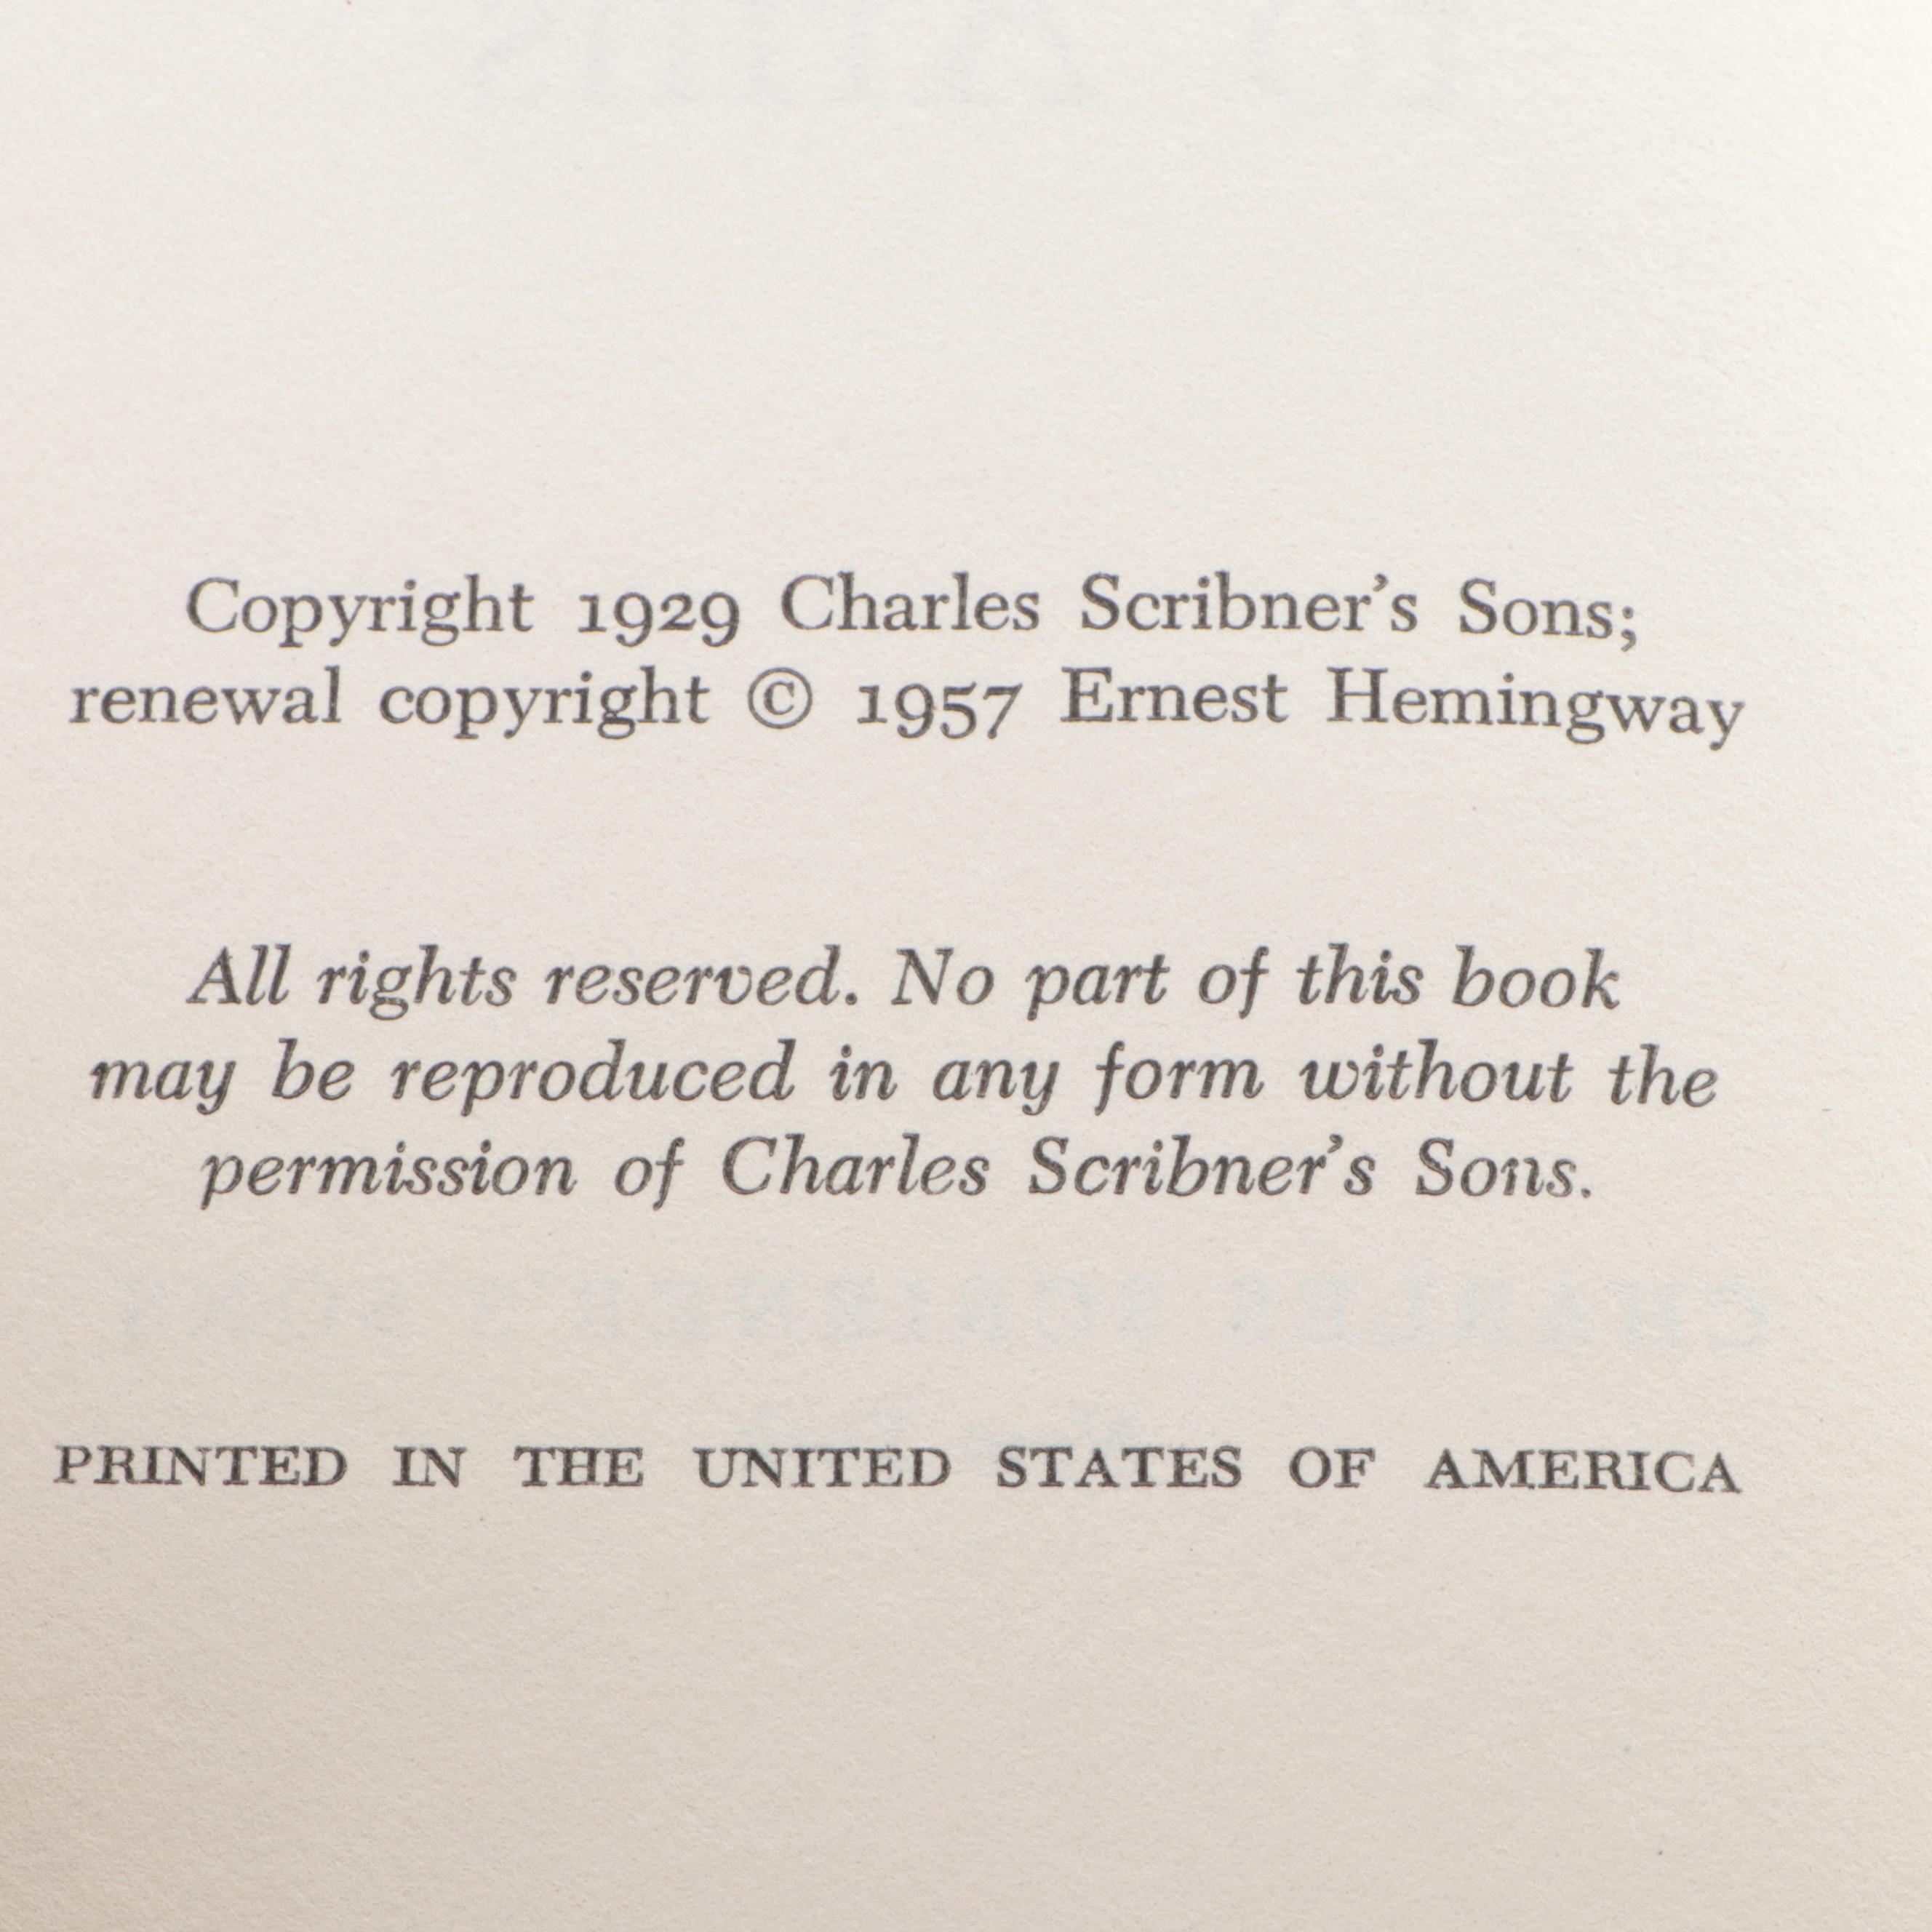 Copyright 1929 Charles Scribner's Sons;
renewal copyright © 1957 Ernest Hemingway
All rights reserved. No part of this book
may be reproduced in any form without the
permission of Charles Scribner's Sons.
PRINTED IN THE UNITED STATES OF AMERICA